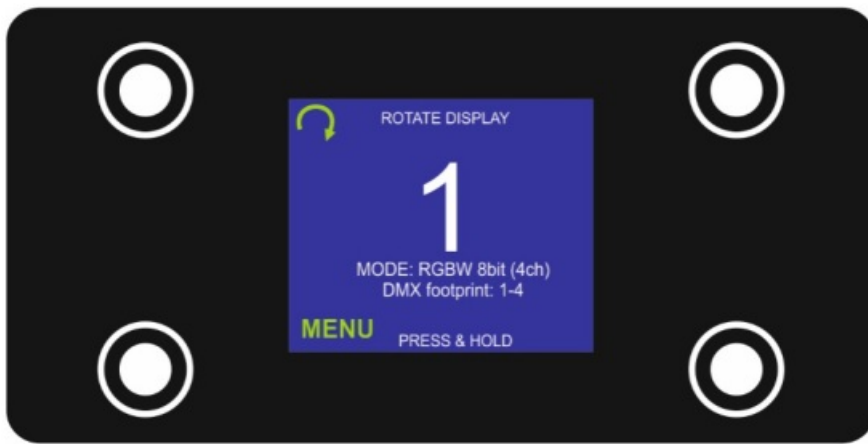 ROTATE DISPLAY
1
MODE: RGBW 8bit (4ch)
DMX footprint: 1-4
MENU
PRESS & HOLD